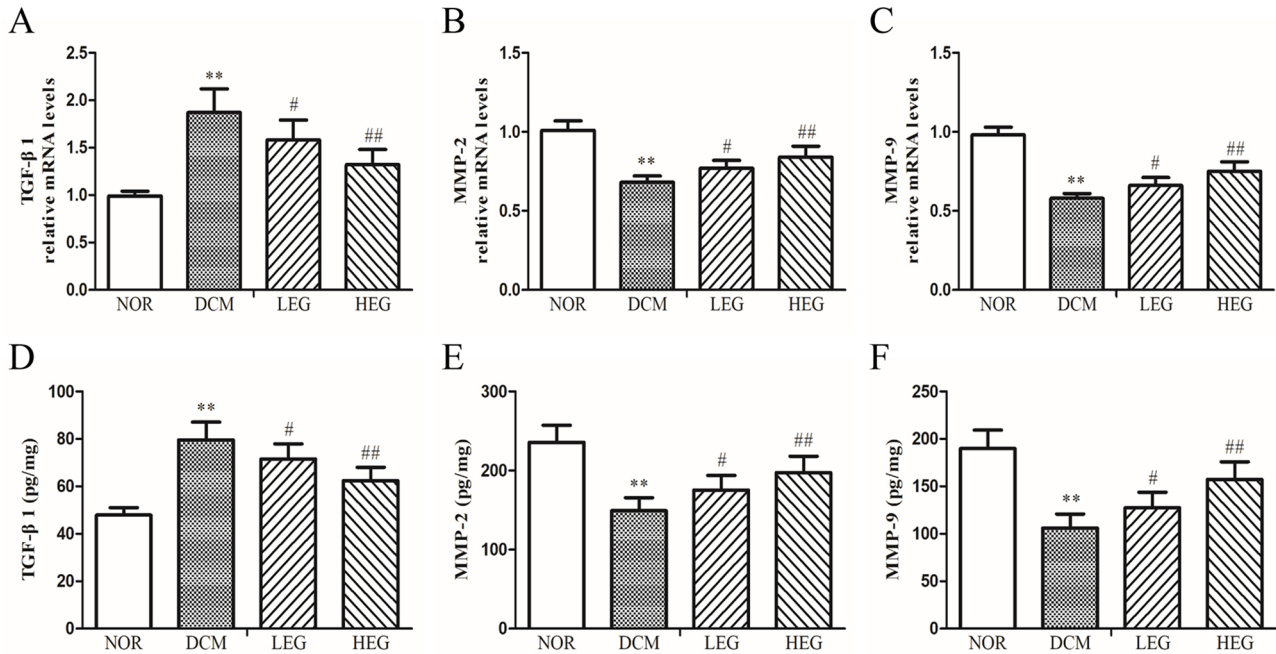 A
TGF-β 1
relative mRNA levels
2.5
2.0
1.5
1.0
0.5
0.0
**
#
##
NOR DCM LEG HEG
B
MMP-2
relative mRNA levels
1.5
1.0
0.5
0.0
**
#
##
NOR DCM LEG HEG
C
MMP-9
relative mRNA levels
1.5
1.0
0.5
0.0
**
#
##
NOR DCM LEG HEG
D
TGF-β 1 (pg/mg)
100
80
60
40
20
0
**
#
##
NOR DCM LEG HEG
E
MMP-2 (pg/mg)
300
200
100
0
**
#
##
NOR DCM LEG HEG
F
MMP-9 (pg/mg)
250
200
150
100
50
0
**
#
##
NOR DCM LEG HEG